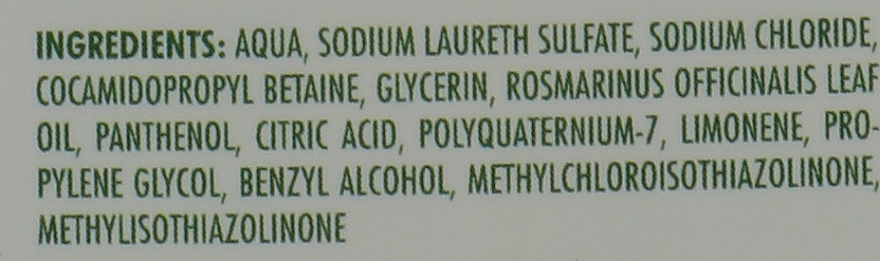 INGREDIENTS: AQUA, SODIUM LAURETH SULFATE, SODIUM CHLORIDE,
COCAMIDOPROPYL BETAINE, GLYCERIN, ROSMARINUS OFFICINALIS LEAF
OIL, PANTHENOL, CITRIC ACID, POLYQUATERNIUM-7, LIMONENE, PRO-
PYLENE GLYCOL, BENZYL ALCOHOL, METHYLCHLOROISOTHIAZOLINONE,
METHYLISOTHIAZOLINONE